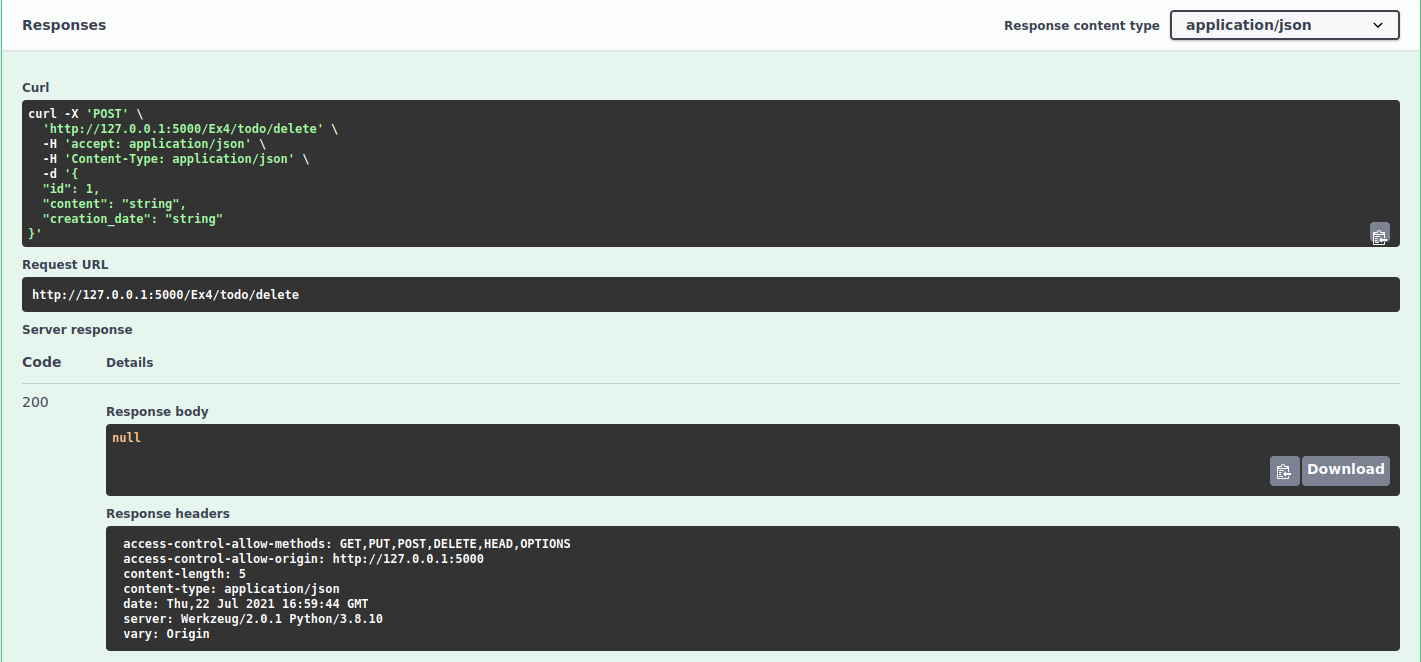 Responses
Response content type
application/json
Curl
curl -X 'POST' \
'http://127.0.0.1:5000/Ex4/todo/delete' \
-H 'accept: application/json' \
-H 'Content-Type: application/json' \
-d '{
"id": 1,
"content": "string",
"creation_date": "string"
}'
Request URL
http://127.0.0.1:5000/Ex4/todo/delete
Server response
Code Details
200
Response body
null
Download
Response headers
access-control-allow-methods: GET,PUT,POST,DELETE,HEAD,OPTIONS
access-control-allow-origin: http://127.0.0.1:5000
content-length: 5
content-type: application/json
date: Thu,22 Jul 2021 16:59:44 GMT
server: Werkzeug/2.0.1 Python/3.8.10
vary: Origin